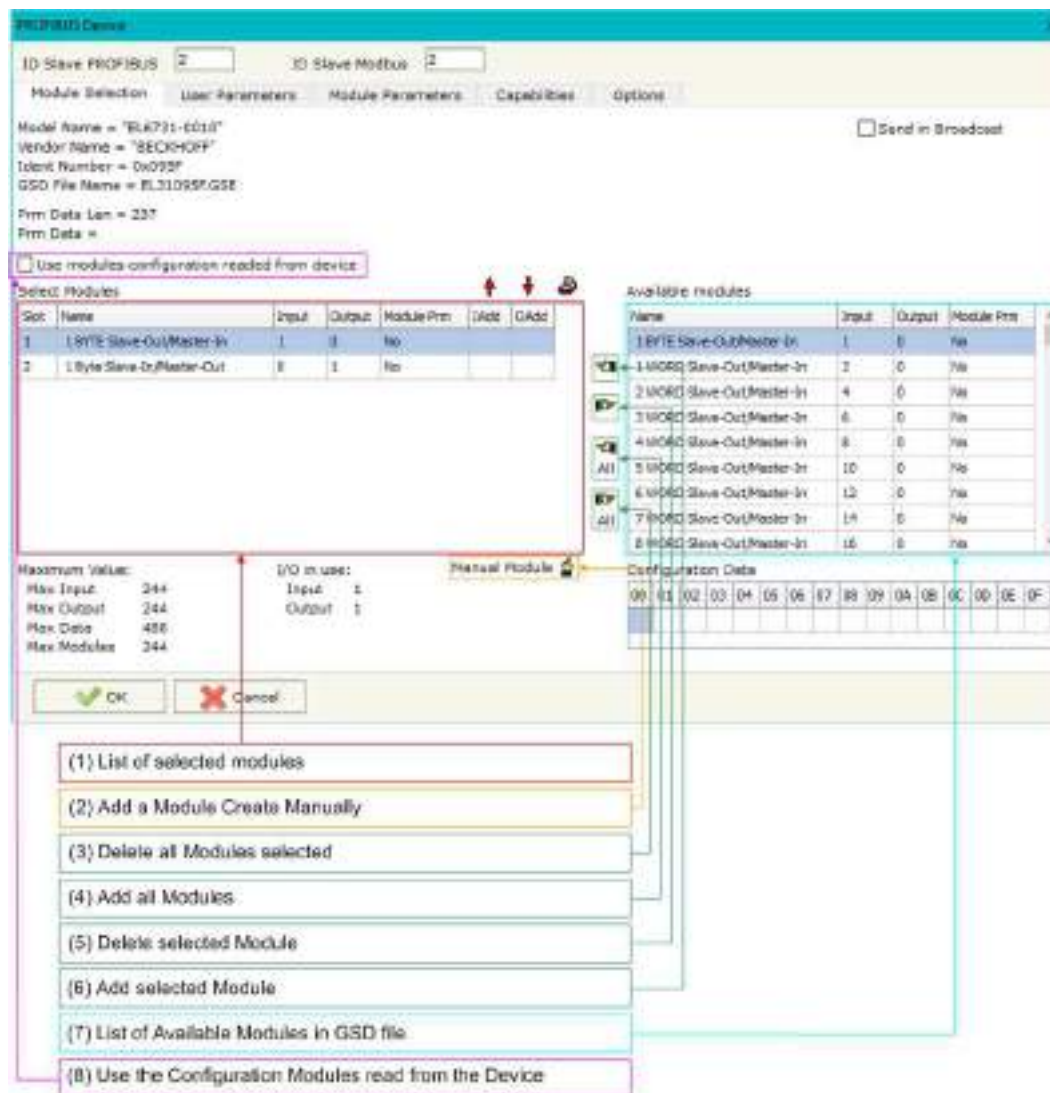 PROFIBUS Device
ID Slave PROFIBUS 2 ID Slave Modbus 2
Module Selection User Parameters Module Parameters Capabilities Options
Model Name = "EL6731-0010"
Send in Broadcast
Vendor Name = "BECKHOFF"
Ident Number = 0x095F
GSD File Name = EL31095F.GSE
Prm Data Len = 237
Prm Data =
Use modules configuration readed from device
Select Modules
Slot Name Input Output Module Prm IAdd OAdd
1 1 BYTE Slave-Out/Master-In 1 0 No
2 1 Byte Slave-In/Master-Out 0 1 No
All
All
Available modules
Name Input Output Module Prm
1 BYTE Slave-Out/Master-In 1 0 No
1 WORD Slave-Out/Master-In 2 0 No
2 WORD Slave-Out/Master-In 4 0 No
3 WORD Slave-Out/Master-In 6 0 No
4 WORD Slave-Out/Master-In 8 0 No
5 WORD Slave-Out/Master-In 10 0 No
6 WORD Slave-Out/Master-In 12 0 No
7 WORD Slave-Out/Master-In 14 0 No
8 WORD Slave-Out/Master-In 16 0 No
Maximum Value:
Max Input 244
Max Output 244
Max Data 488
Max Modules 244
I/O in use:
Input 1
Output 1
Manual Module
Configuration Data
00 01 02 03 04 05 06 07 08 09 0A 0B 0C 0D 0E 0F
OK Cancel
(1) List of selected modules
(2) Add a Module Create Manually
(3) Delete all Modules selected
(4) Add all Modules
(5) Delete selected Module
(6) Add selected Module
(7) List of Available Modules in GSD file
(8) Use the Configuration Modules read from the Device